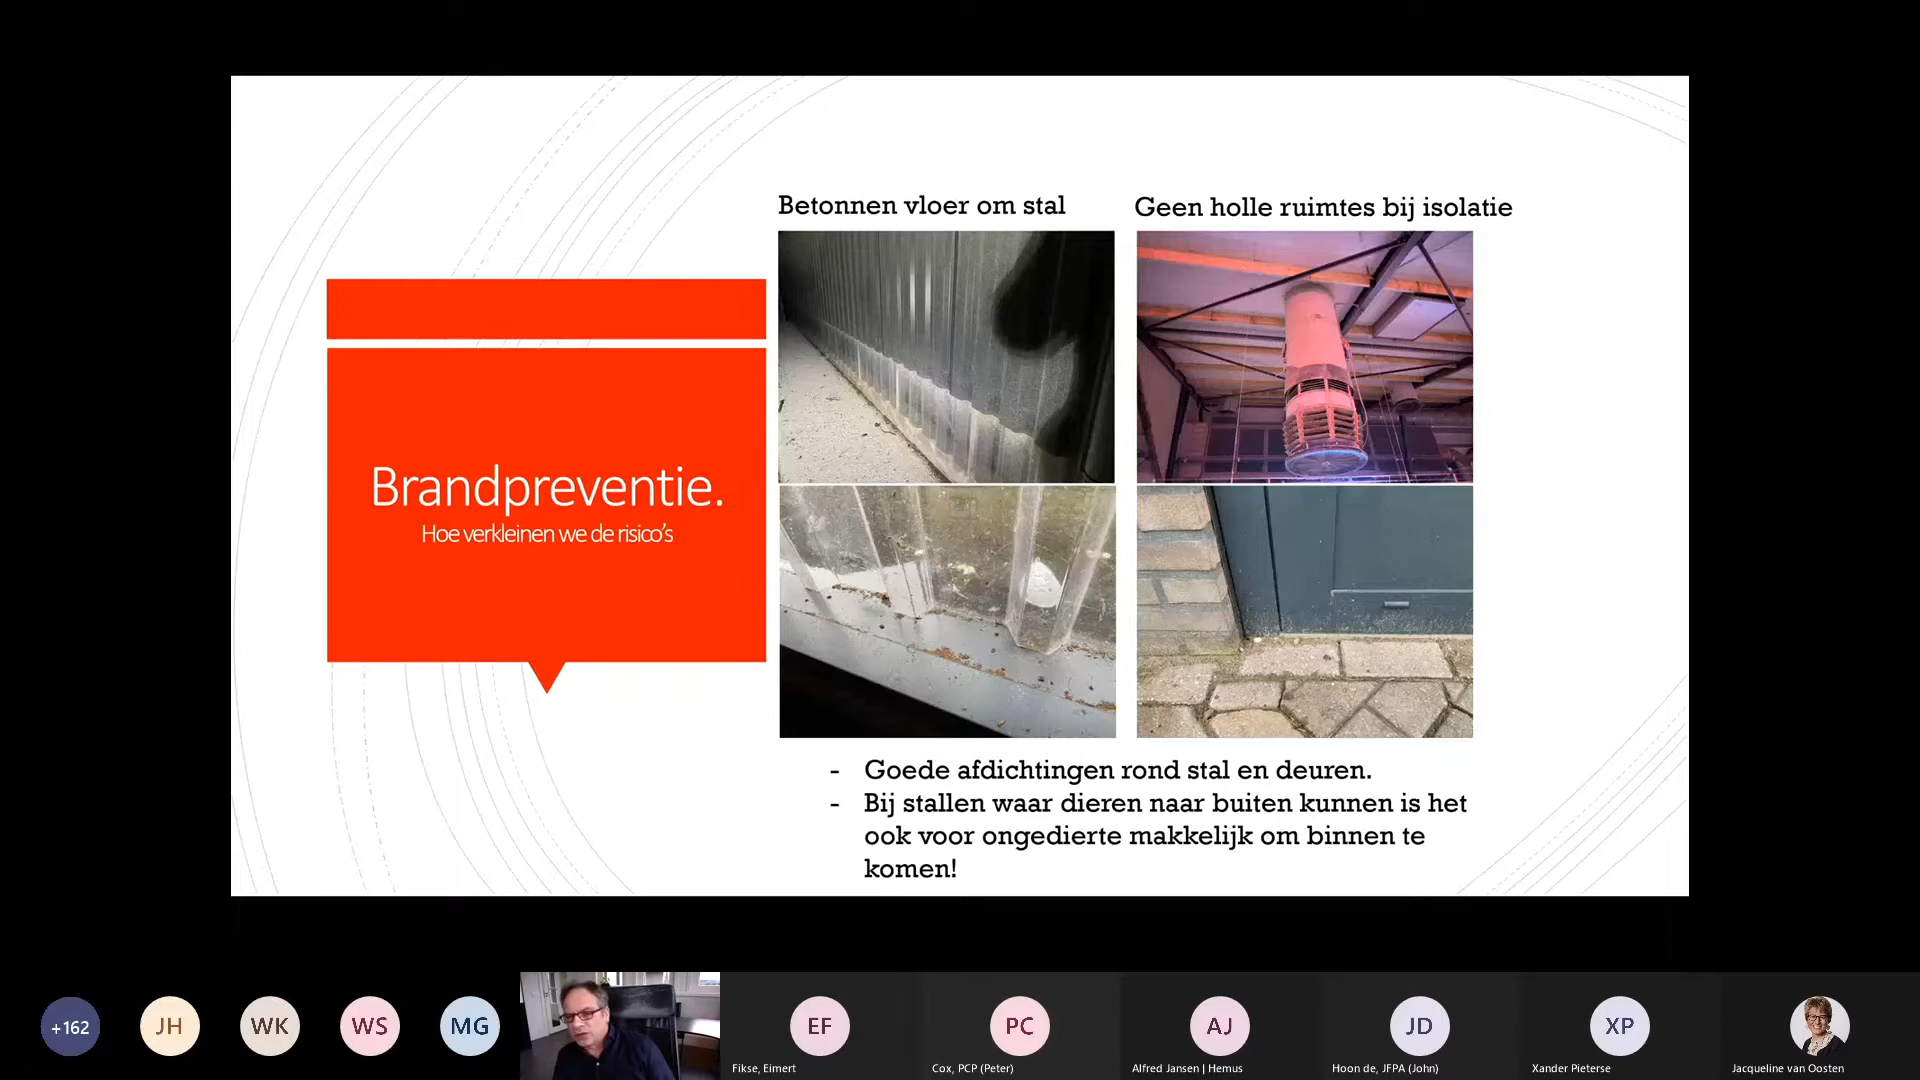 Betonnen vloer om stal
Geen holle ruimtes bij isolatie
Brandpreventie.
Hoe verkleinen we de risico's
- Goede afdichtingen rond stal en deuren.
- Bij stallen waar dieren naar buiten kunnen is het
ook voor ongedierte makkelijk om binnen te
komen!
+162
JH
WK
WS
MG
EF
PC
AJ
JD
XP
Fikse, Eimert
Cox, PCP (Peter)
Alfred Jansen | Hemus
Hoon de, JFPA (John)
Xander Pieterse
Jacqueline van Oosten